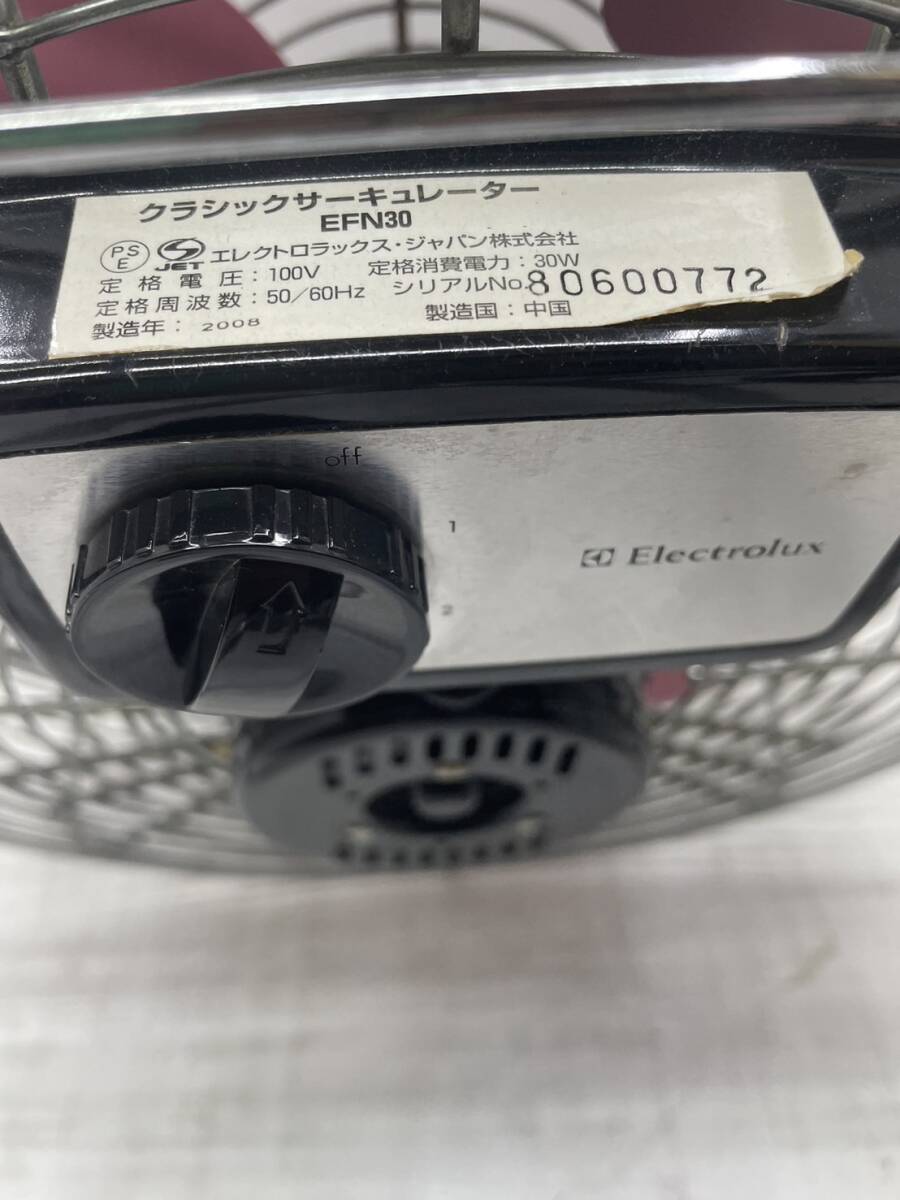 クラシックサーキュレーター
EFN30
PS E JET エレクトロラックス・ジャパン株式会社
定格電圧：100V 定格消費電力：30W
定格周波数：50/60Hz シリアルNo.80600772
製造年：2008 製造国：中国
off
1
Electrolux
2